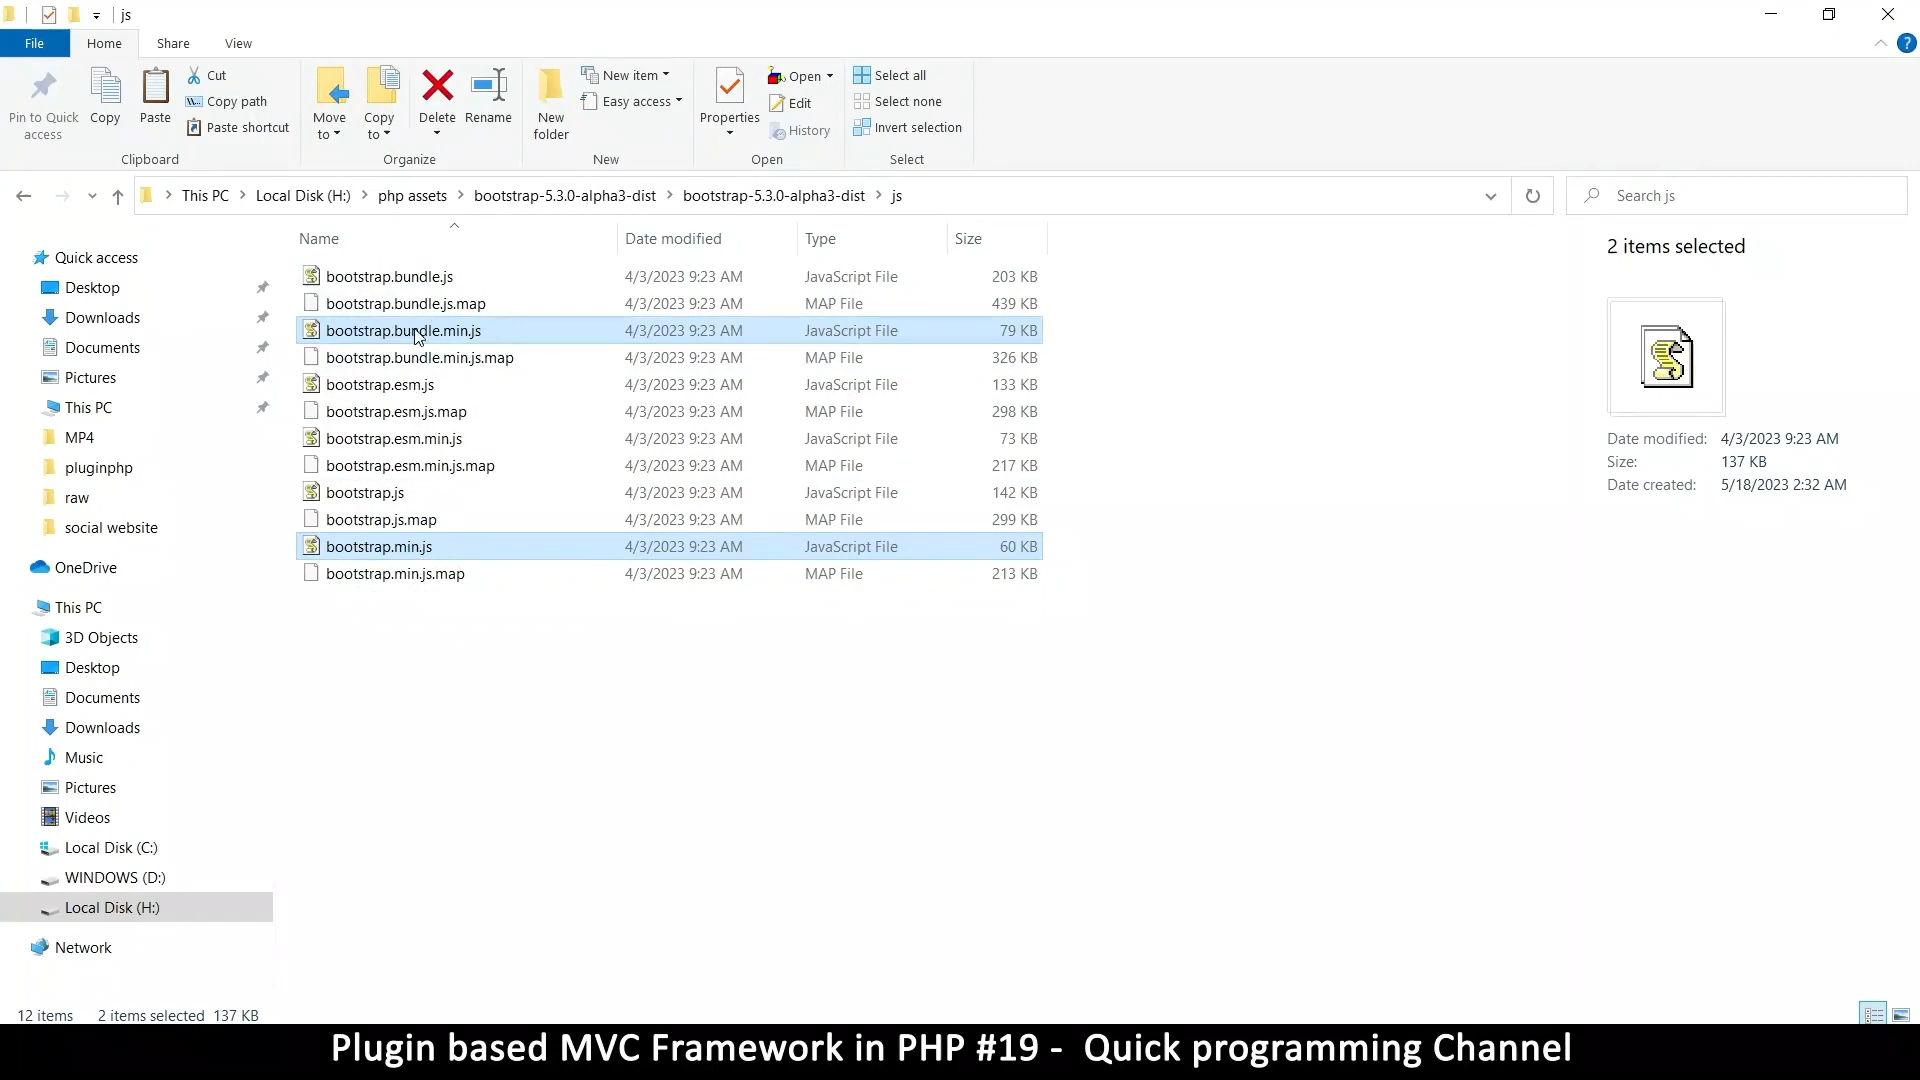 js
File Home Share View
Pin to Quick access
Copy
Paste
Cut
Copy path
Paste shortcut
Clipboard
Move to
Copy to
Delete
Rename
Organize
New folder
New item
Easy access
New
Properties
Open
Edit
History
Open
Select all
Select none
Invert selection
Select
This PC Local Disk (H:) php assets bootstrap-5.3.0-alpha3-dist bootstrap-5.3.0-alpha3-dist js
Search js
Quick access
Desktop
Downloads
Documents
Pictures
This PC
MP4
pluginphp
raw
social website
OneDrive
This PC
3D Objects
Desktop
Documents
Downloads
Music
Pictures
Videos
Local Disk (C:)
WINDOWS (D:)
Local Disk (H:)
Network
Name Date modified Type Size
bootstrap.bundle.js 4/3/2023 9:23 AM JavaScript File 203 KB
bootstrap.bundle.js.map 4/3/2023 9:23 AM MAP File 439 KB
bootstrap.bundle.min.js 4/3/2023 9:23 AM JavaScript File 79 KB
bootstrap.bundle.min.js.map 4/3/2023 9:23 AM MAP File 326 KB
bootstrap.esm.js 4/3/2023 9:23 AM JavaScript File 133 KB
bootstrap.esm.js.map 4/3/2023 9:23 AM MAP File 298 KB
bootstrap.esm.min.js 4/3/2023 9:23 AM JavaScript File 73 KB
bootstrap.esm.min.js.map 4/3/2023 9:23 AM MAP File 217 KB
bootstrap.js 4/3/2023 9:23 AM JavaScript File 142 KB
bootstrap.js.map 4/3/2023 9:23 AM MAP File 299 KB
bootstrap.min.js 4/3/2023 9:23 AM JavaScript File 60 KB
bootstrap.min.js.map 4/3/2023 9:23 AM MAP File 213 KB
2 items selected
Date modified: 4/3/2023 9:23 AM
Size: 137 KB
Date created: 5/18/2023 2:32 AM
12 items 2 items selected 137 KB
Plugin based MVC Framework in PHP #19 - Quick programming Channel